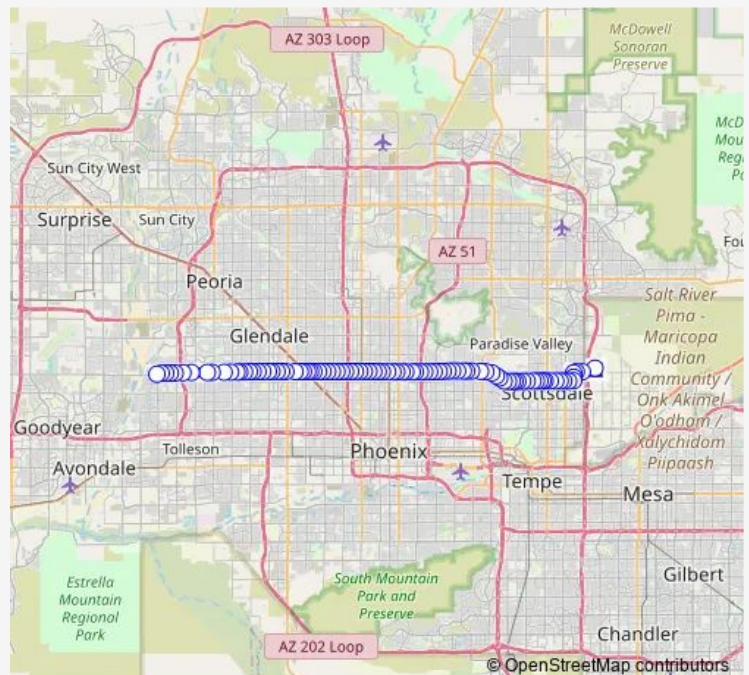 McDowell
Sonoran
Preserve
AZ 303 Loop
McD
Mou
Reg
Pa
Sun City West
Surprise
Sun City
Fou
AZ 51
Peoria
Salt River
Pima -
Maricopa
Indian
Community /
Onk Akimel
O'odham /
Xalychidom
Piipaash
Glendale
Paradise Valley
Scottsdale
Goodyear
Tolleson
Phoenix
Avondale
Tempe
Mesa
Estrella
Mountain
Regional
Park
South Mountain
Park and
Preserve
Gilbert
Chandler
AZ 202 Loop
© OpenStreetMap contributors